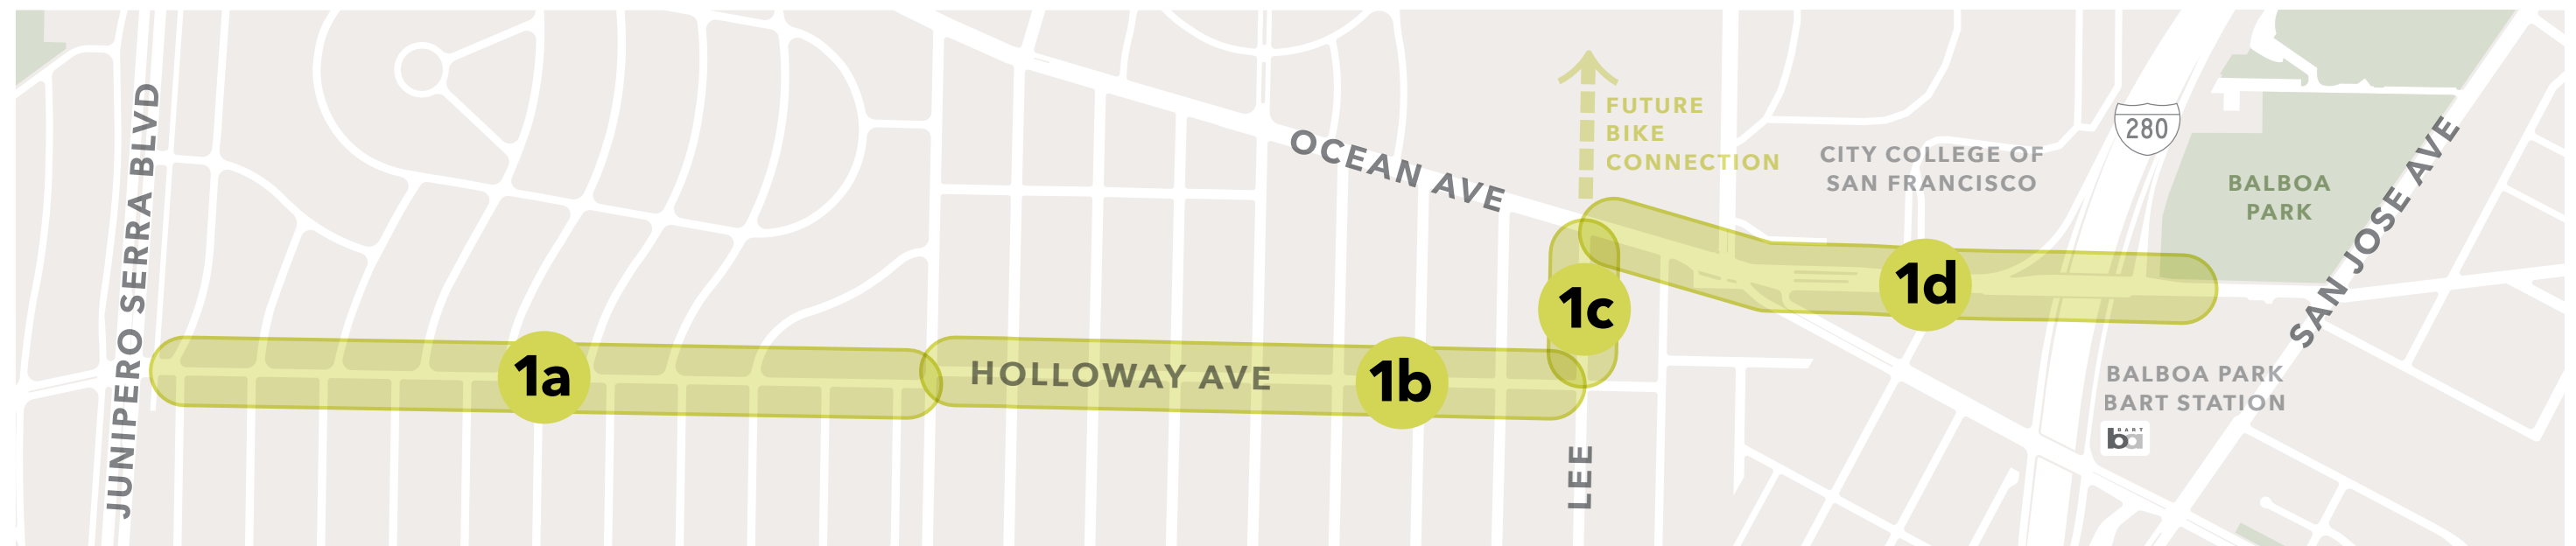 JUNIPERO SERRA BLVD
OCEAN AVE
FUTURE
BIKE
CONNECTION
CITY COLLEGE OF
SAN FRANCISCO
280
BALBOA
PARK
SAN JOSE AVE
1a
HOLLOWAY AVE
1b
1c
1d
LEE
BALBOA PARK
BART STATION
BART
ba